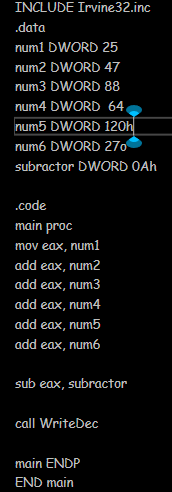 INCLUDE Irvine32.inc
.data
num1 DWORD 25
num2 DWORD 47
num3 DWORD 88
num4 DWORD  64
num5 DWORD 120h
num6 DWORD 27o
subractor DWORD 0Ah
.code
main proc
mov eax, num1
add eax, num2
add eax, num3
add eax, num4
add eax, num5
add eax, num6
sub eax, subractor
call WriteDec
main ENDP
END main